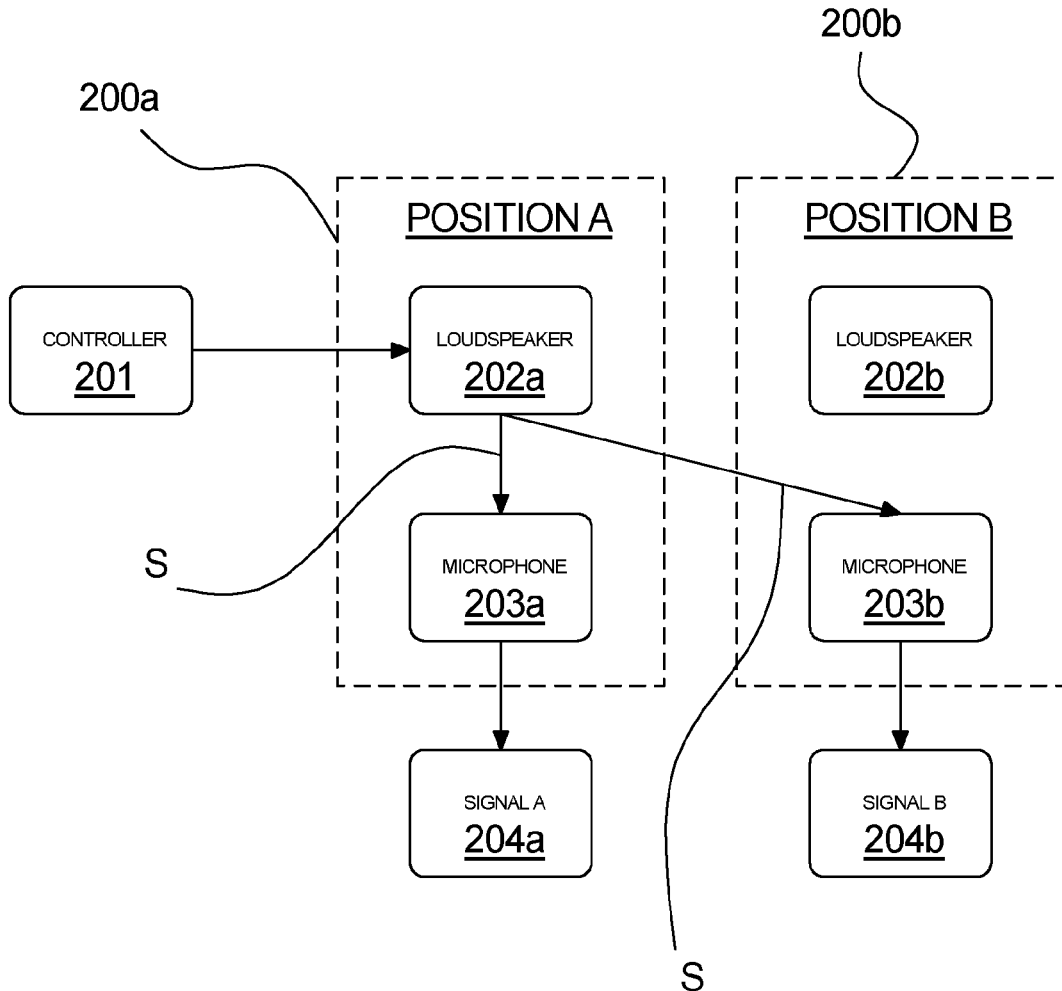 200b
200a
POSITION A
POSITION B
CONTROLLER
201
LOUDSPEAKER
202a
LOUDSPEAKER
202b
S
MICROPHONE
203a
MICROPHONE
203b
SIGNAL A
204a
SIGNAL B
204b
S